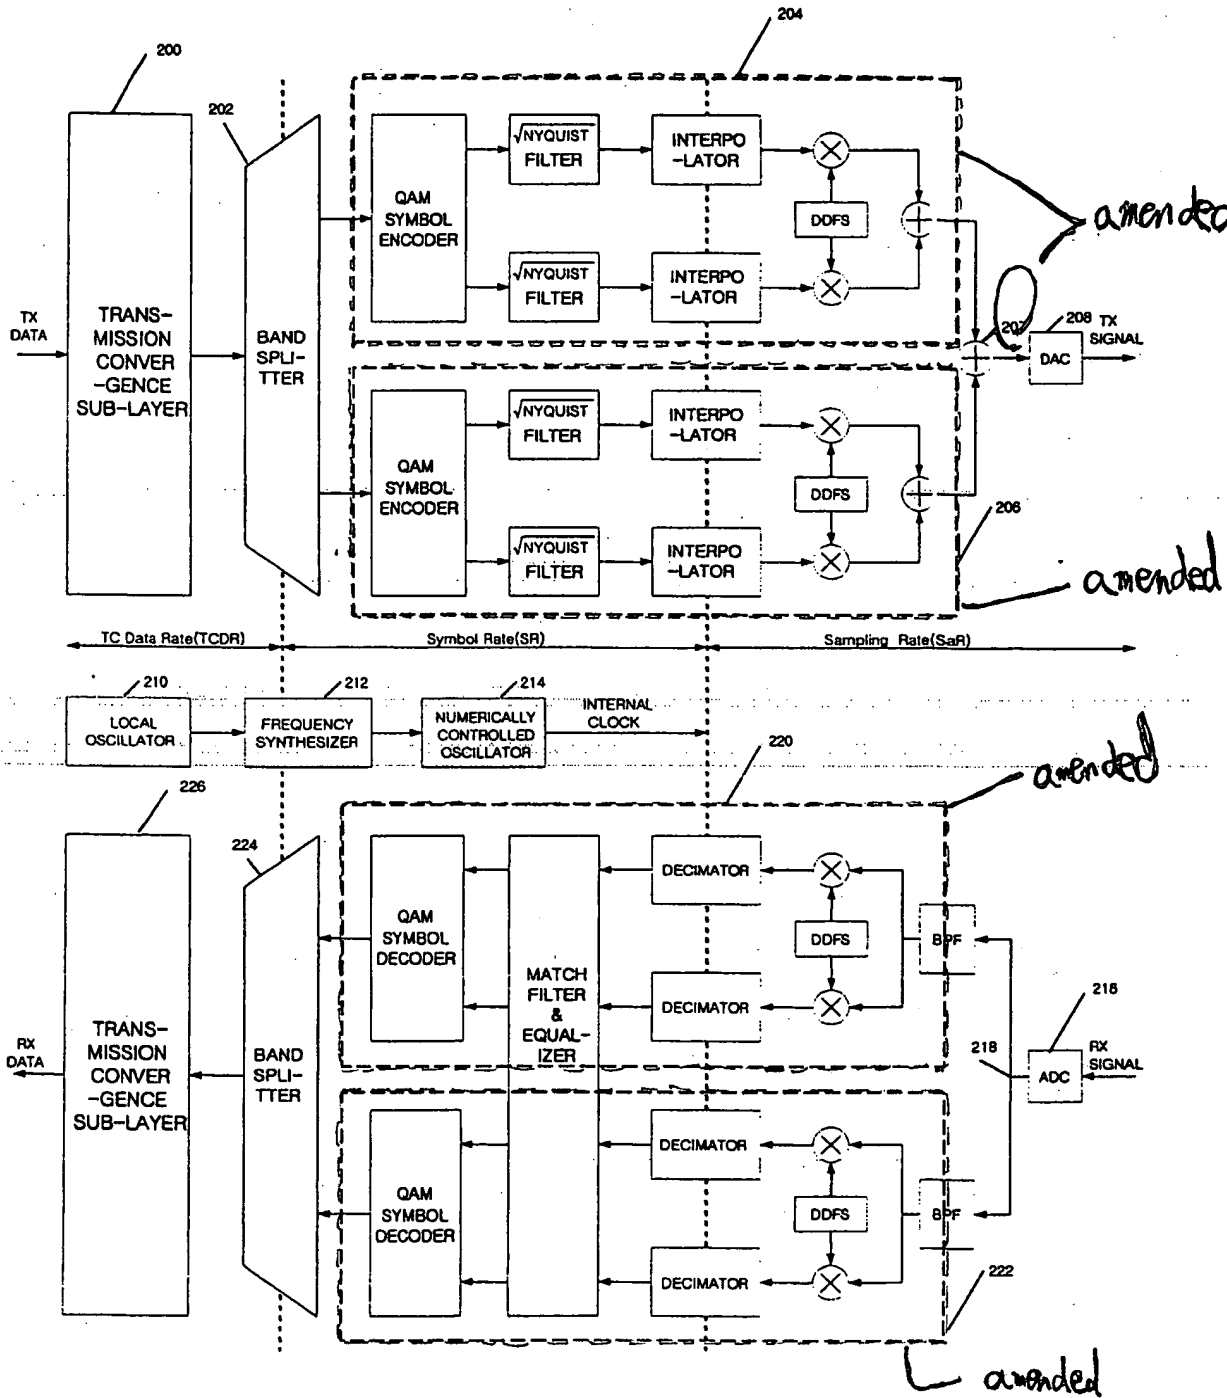 204
200
202
√NYQUIST
FILTER
INTERPO
-LATOR
QAM
SYMBOL
ENCODER
DDFS
amended
√NYQUIST
FILTER
INTERPO
-LATOR
TX
DATA
TRANS-
MISSION
CONVER
-GENCE
SUB-LAYER
BAND
SPLI-
TTER
207
208
TX
SIGNAL
DAC
√NYQUIST
FILTER
INTERPO
-LATOR
QAM
SYMBOL
ENCODER
DDFS
206
√NYQUIST
FILTER
INTERPO
-LATOR
amended
TC Data Rate(TCDR)
Symbol Rate(SR)
Sampling Rate(SaR)
210
212
214
LOCAL
OSCILLATOR
FREQUENCY
SYNTHESIZER
NUMERICALLY
CONTROLLED
OSCILLATOR
INTERNAL
CLOCK
220
amended
226
224
DECIMATOR
QAM
SYMBOL
DECODER
DDFS
BPF
MATCH
FILTER
&
EQUAL-
IZER
DECIMATOR
216
218
RX
SIGNAL
ADC
RX
DATA
TRANS-
MISSION
CONVER
-GENCE
SUB-LAYER
BAND
SPLI-
TTER
DECIMATOR
QAM
SYMBOL
DECODER
DDFS
BPF
DECIMATOR
222
amended